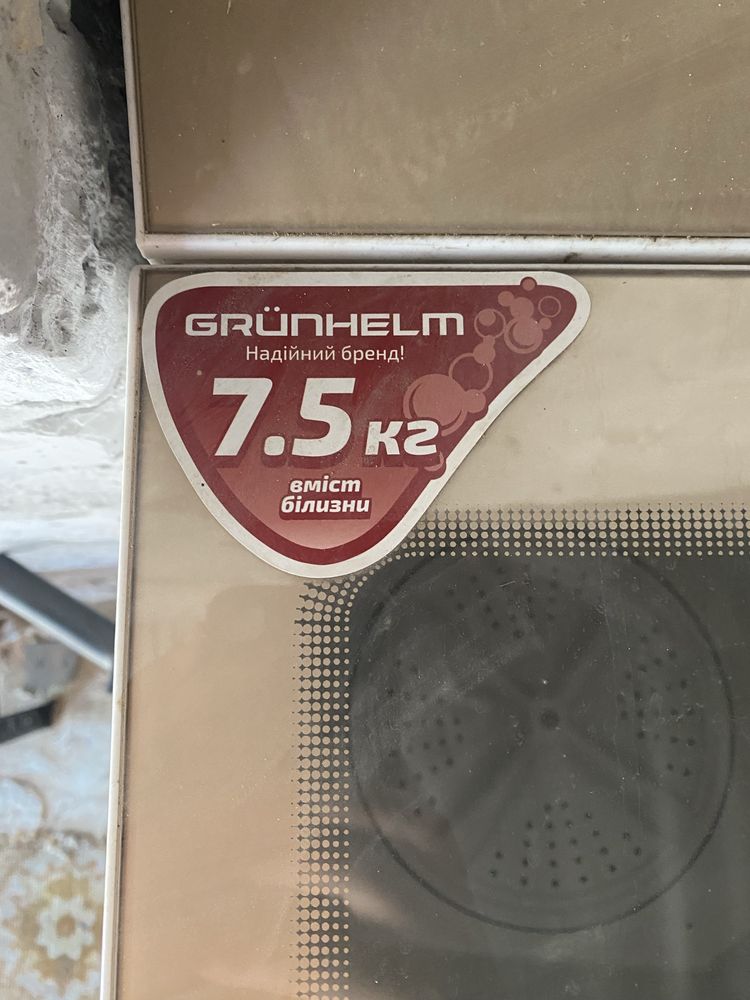 GRÜNHELM
Надійний бренд!
7.5 кг
вміст
білизни